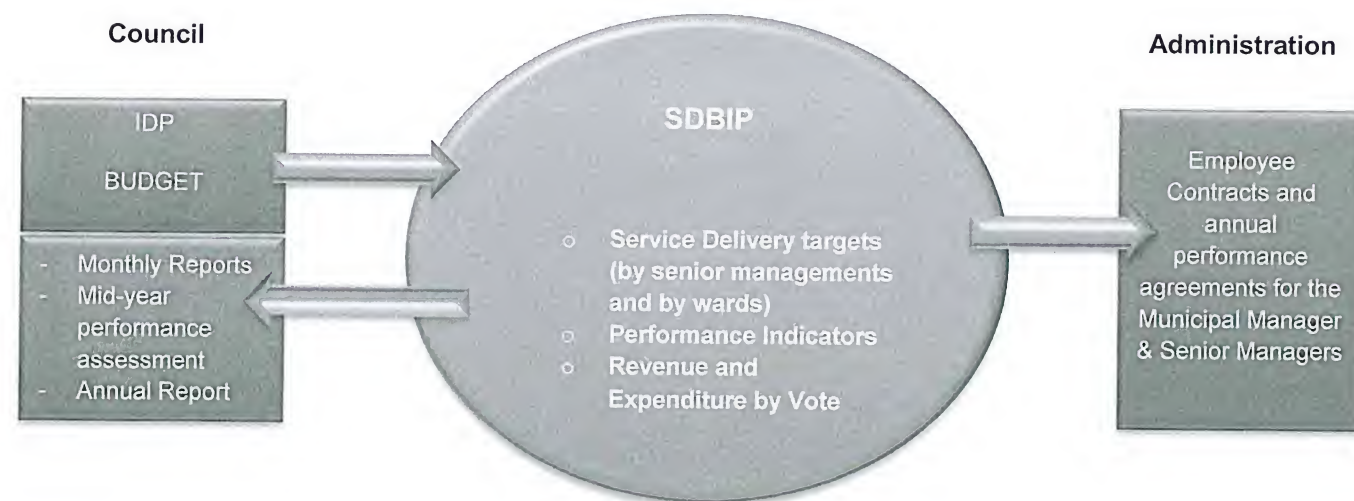 Council
IDP
BUDGET
- Monthly Reports
- Mid-year
performance
assessment
- Annual Report
SDBIP
○ Service Delivery targets
(by senior managements
and by wards)
○ Performance Indicators
○ Revenue and
Expenditure by Vote
Administration
Employee
Contracts and
annual
performance
agreements for the
Municipal Manager
& Senior Managers